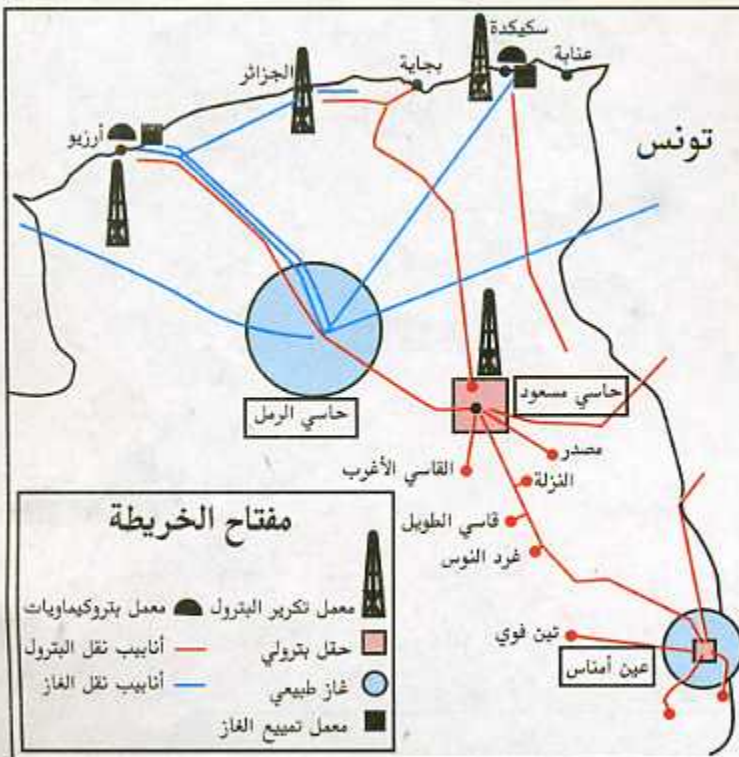 سكيكدة
عنابة
بجاية
الجزائر
أرزيو
تونس
حاسي مسعود
حاسي الرمل
مصدر
القاسي الأغرب
النزلة
قاسي الطويل
غرد النوس
تين فوي
عين أمناس
مفتاح الخريطة
معمل تكرير البترول
معمل بتروكيماويات
حقل بترولي
أنابيب نقل البترول
غاز طبيعي
أنابيب نقل الغاز
معمل تمييع الغاز